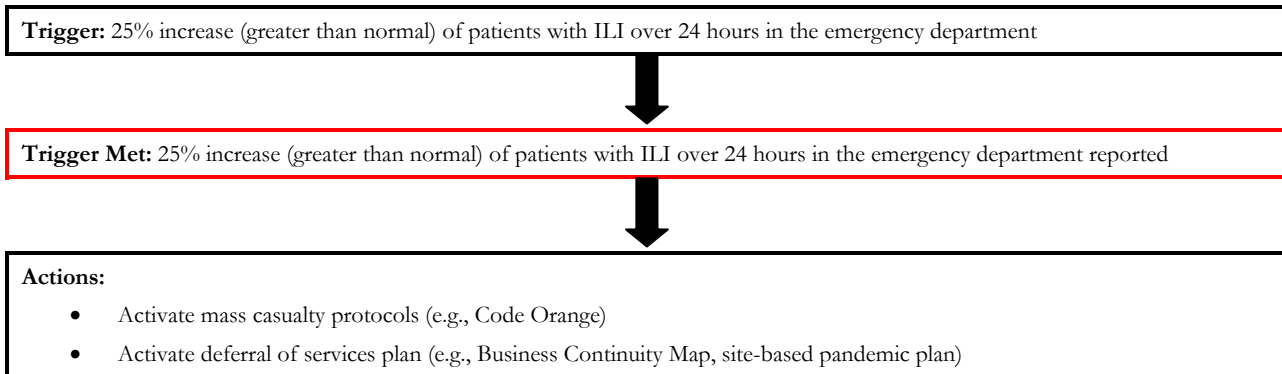 Trigger: 25% increase (greater than normal) of patients with ILI over 24 hours in the emergency department
Trigger Met: 25% increase (greater than normal) of patients with ILI over 24 hours in the emergency department reported
Actions:
• Activate mass casualty protocols (e.g., Code Orange)
• Activate deferral of services plan (e.g., Business Continuity Map, site-based pandemic plan)